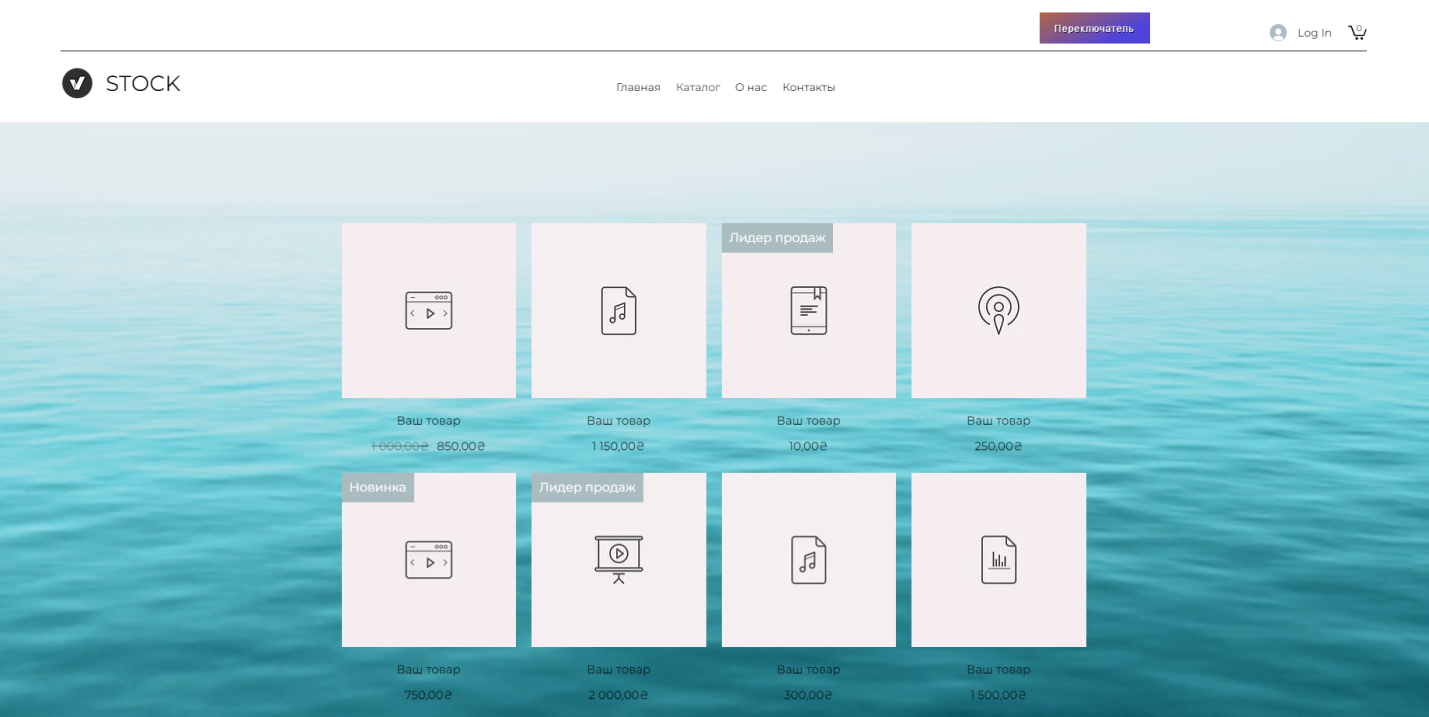 Переключатель
Log In
0
STOCK
Главная Каталог О нас Контакты
Лидер продаж
Ваш товар Ваш товар Ваш товар Ваш товар
1 000,00₴ 850,00₴ 1 150,00₴ 10,00₴ 250,00₴
Новинка Лидер продаж
Ваш товар Ваш товар Ваш товар Ваш товар
750,00₴ 2 000,00₴ 300,00₴ 1 500,00₴